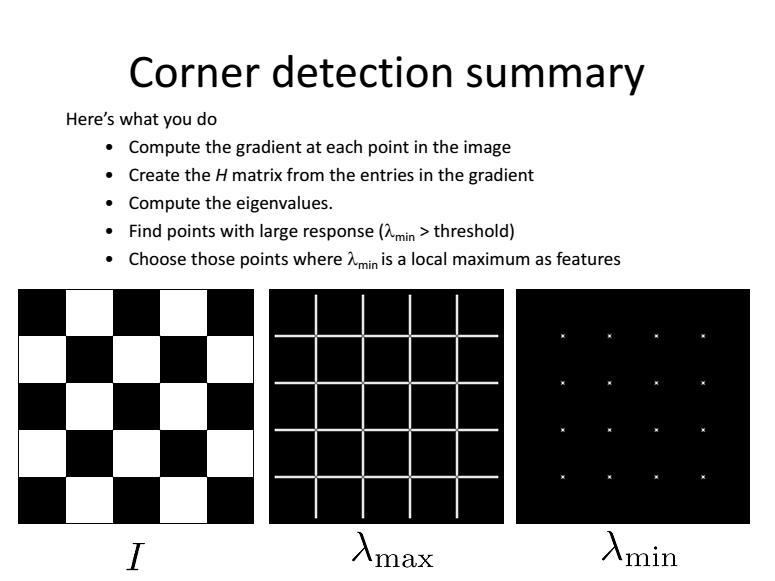 Corner detection summary
Here's what you do
• Compute the gradient at each point in the image
• Create the H matrix from the entries in the gradient
• Compute the eigenvalues.
• Find points with large response (λmin > threshold)
• Choose those points where λmin is a local maximum as features
I λmax λmin